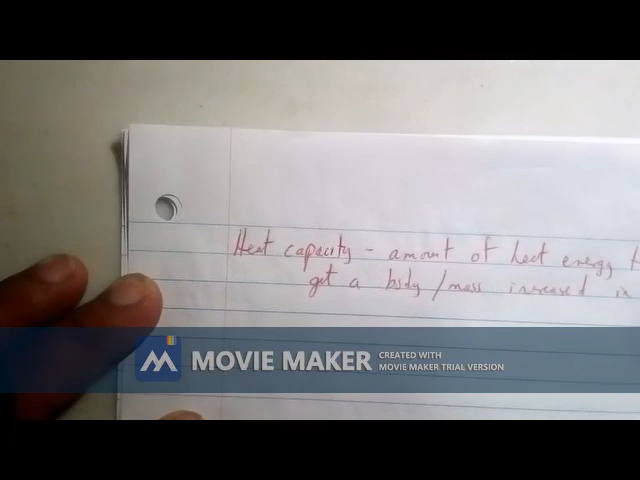 Heat capacity - amount of heat energy
get a body/mass increased in
MOVIE MAKER
CREATED WITH
MOVIE MAKER TRIAL VERSION